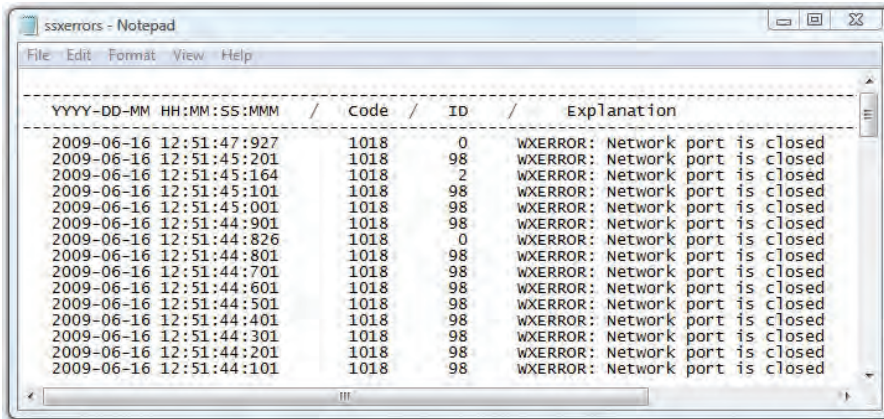 ssxerrors - Notepad
File Edit Format View Help
YYYY-DD-MM HH:MM:SS:MMM / Code / ID / Explanation
2009-06-16 12:51:47:927 1018 0 WXERROR: Network port is closed
2009-06-16 12:51:45:201 1018 98 WXERROR: Network port is closed
2009-06-16 12:51:45:164 1018 2 WXERROR: Network port is closed
2009-06-16 12:51:45:101 1018 98 WXERROR: Network port is closed
2009-06-16 12:51:45:001 1018 98 WXERROR: Network port is closed
2009-06-16 12:51:44:901 1018 98 WXERROR: Network port is closed
2009-06-16 12:51:44:826 1018 0 WXERROR: Network port is closed
2009-06-16 12:51:44:801 1018 98 WXERROR: Network port is closed
2009-06-16 12:51:44:701 1018 98 WXERROR: Network port is closed
2009-06-16 12:51:44:601 1018 98 WXERROR: Network port is closed
2009-06-16 12:51:44:501 1018 98 WXERROR: Network port is closed
2009-06-16 12:51:44:401 1018 98 WXERROR: Network port is closed
2009-06-16 12:51:44:301 1018 98 WXERROR: Network port is closed
2009-06-16 12:51:44:201 1018 98 WXERROR: Network port is closed
2009-06-16 12:51:44:101 1018 98 WXERROR: Network port is closed